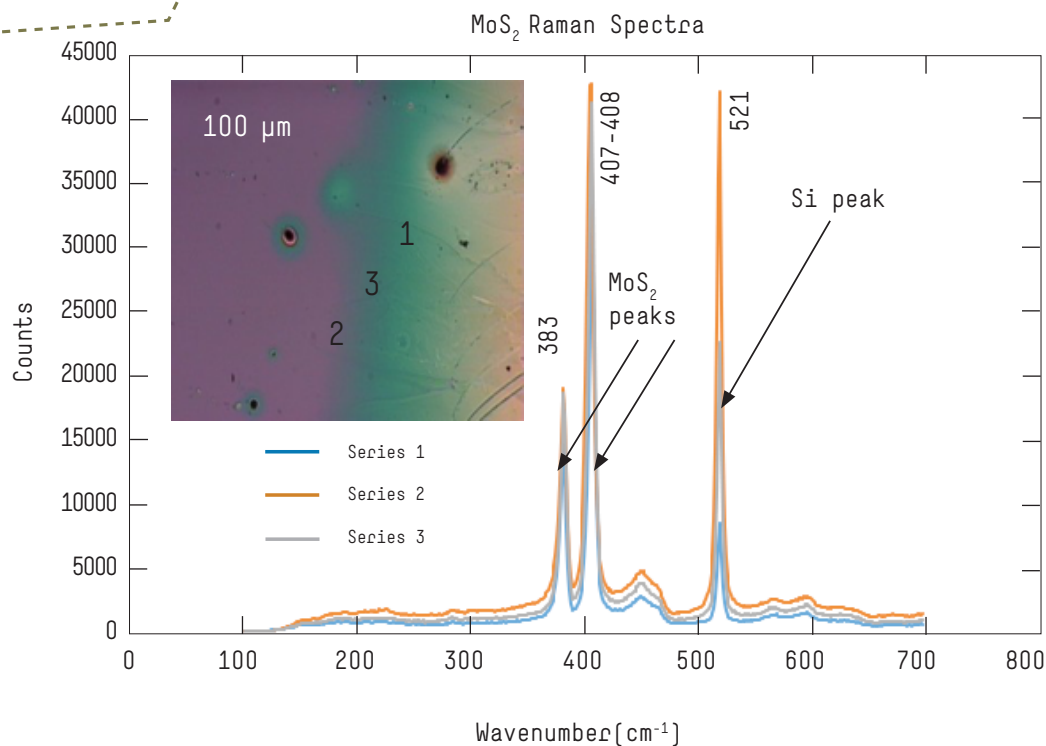 MoS₂ Raman Spectra
Counts
45000
40000
35000
30000
25000
20000
15000
10000
5000
0
100 µm
1
3
2
383
407-408
521
MoS₂
peaks
Si peak
Series 1
Series 2
Series 3
0 100 200 300 400 500 600 700 800
Wavenumber[cm⁻¹]